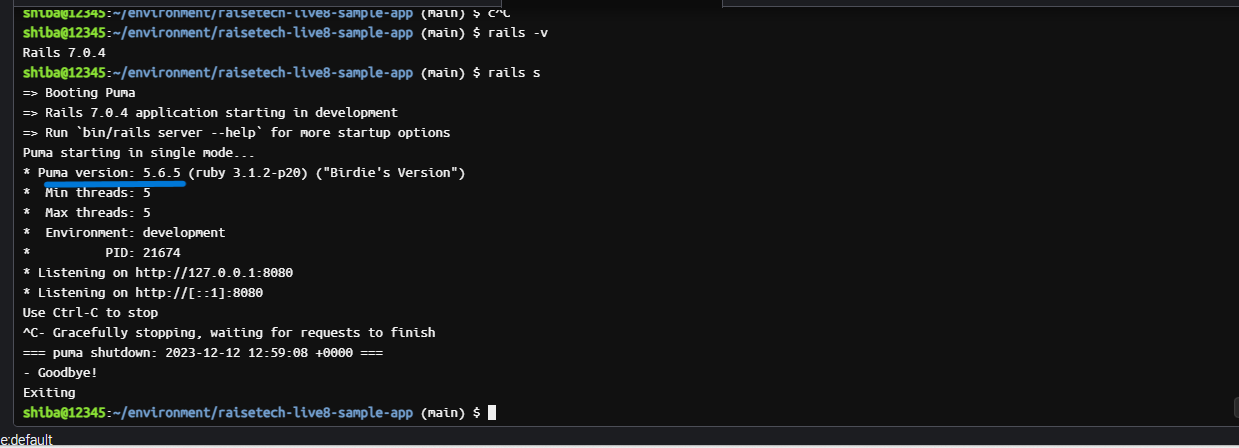 shiba@12345:~/environment/raisetech-live8-sample-app (main) $ c^C
shiba@12345:~/environment/raisetech-live8-sample-app (main) $ rails -v
Rails 7.0.4
shiba@12345:~/environment/raisetech-live8-sample-app (main) $ rails s
=> Booting Puma
=> Rails 7.0.4 application starting in development
=> Run `bin/rails server --help` for more startup options
Puma starting in single mode...
* Puma version: 5.6.5 (ruby 3.1.2-p20) ("Birdie's Version")
*  Min threads: 5
*  Max threads: 5
*  Environment: development
*          PID: 21674
* Listening on http://127.0.0.1:8080
* Listening on http://[::1]:8080
Use Ctrl-C to stop
^C- Gracefully stopping, waiting for requests to finish
=== puma shutdown: 2023-12-12 12:59:08 +0000 ===
- Goodbye!
Exiting
shiba@12345:~/environment/raisetech-live8-sample-app (main) $
e:default